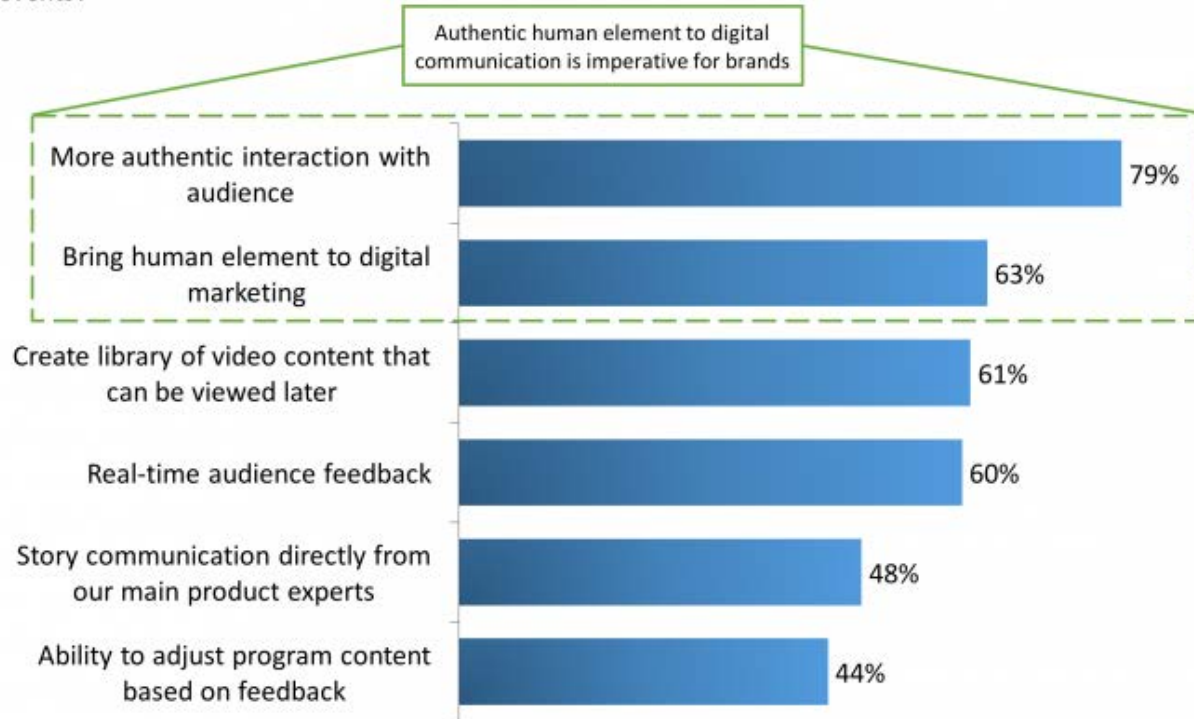 Authentic human element to digital
communication is imperative for brands
More authentic interaction with
audience
79%
Bring human element to digital
marketing
63%
Create library of video content that
can be viewed later
61%
Real-time audience feedback
60%
Story communication directly from
our main product experts
48%
Ability to adjust program content
based on feedback
44%